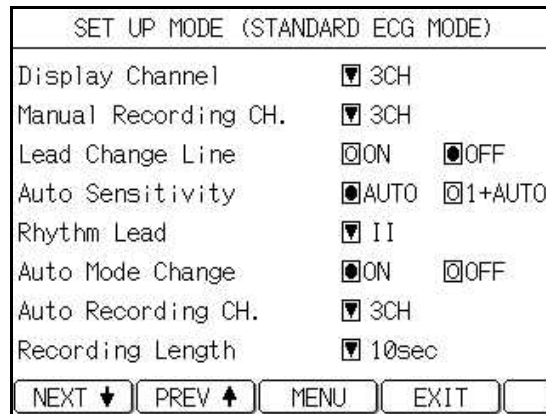 SET UP MODE (STANDARD ECG MODE)
Display Channel 3CH
Manual Recording CH. 3CH
Lead Change Line ON OFF
Auto Sensitivity AUTO 1+AUTO
Rhythm Lead II
Auto Mode Change ON OFF
Auto Recording CH. 3CH
Recording Length 10sec
NEXT PREV MENU EXIT